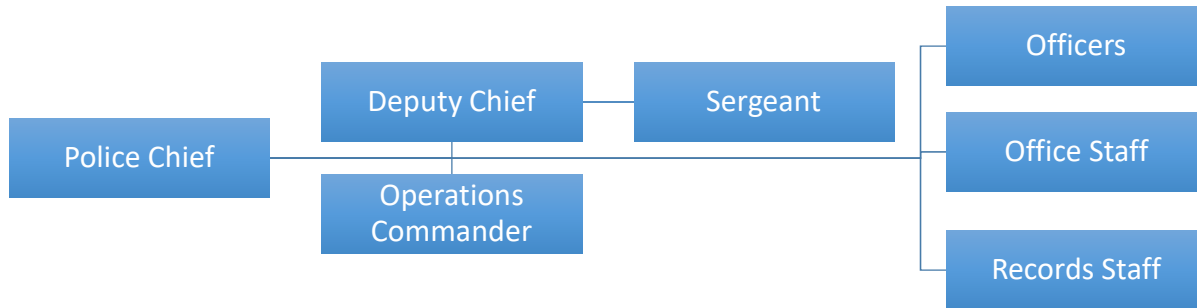 Police Chief
Deputy Chief
Operations
Commander
Sergeant
Officers
Office Staff
Records Staff